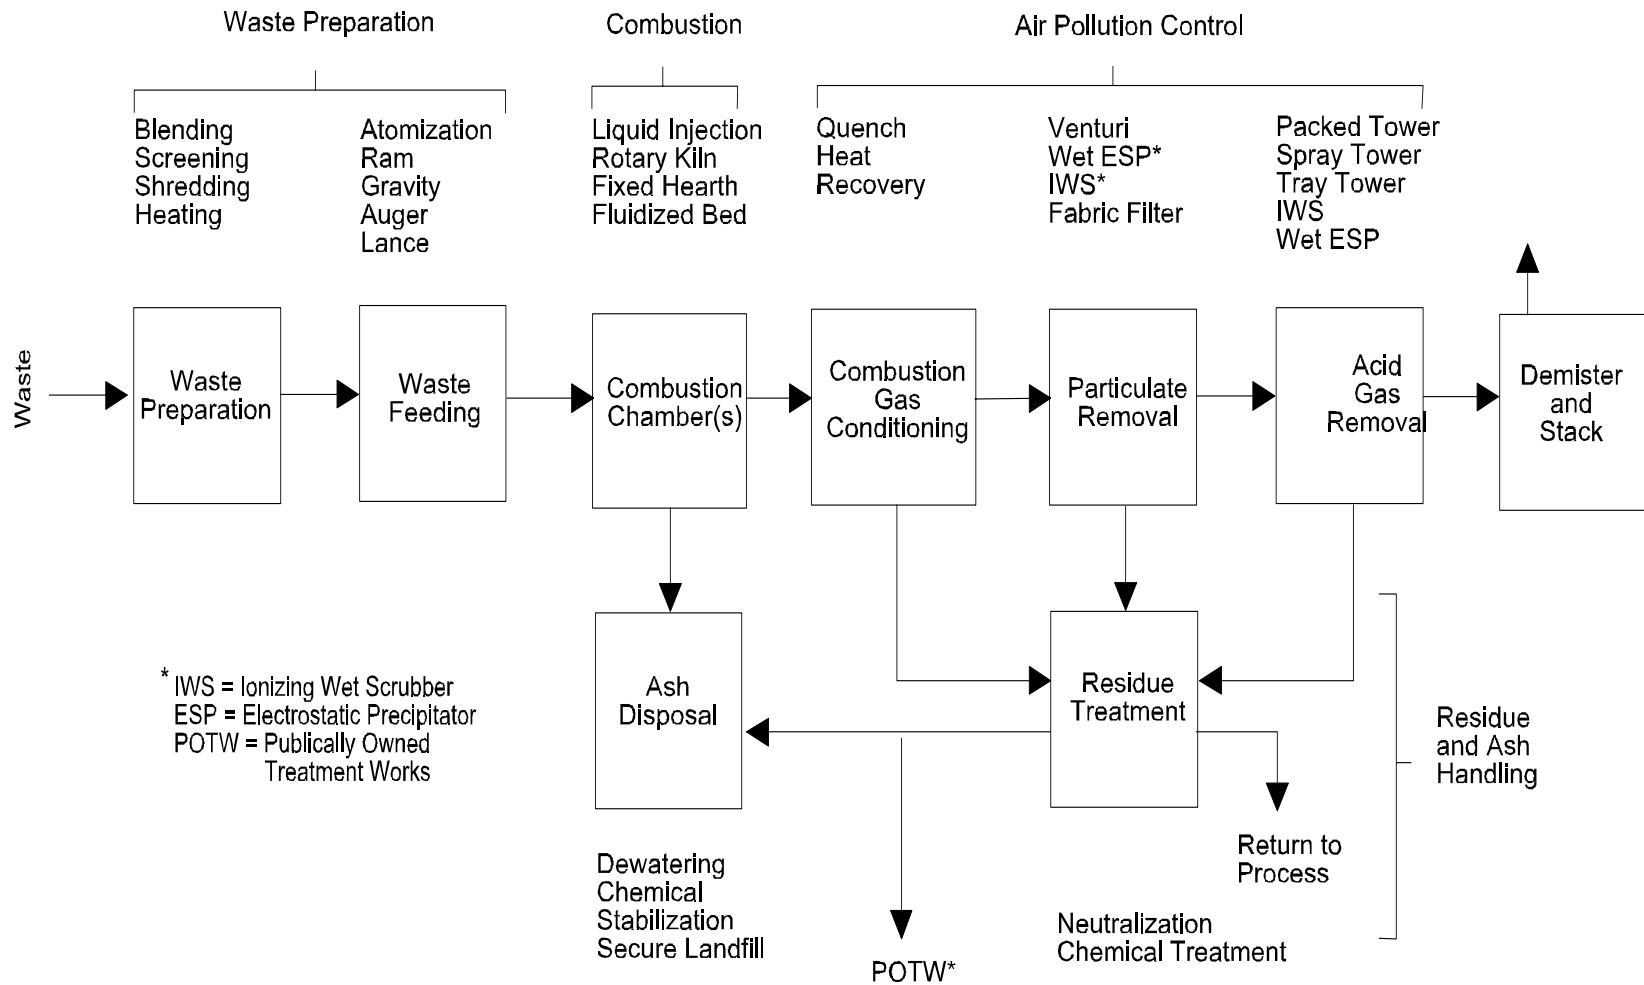 Waste Preparation
Combustion
Air Pollution Control
Blending
Screening
Shredding
Heating
Atomization
Ram
Gravity
Auger
Lance
Liquid Injection
Rotary Kiln
Fixed Hearth
Fluidized Bed
Quench
Heat
Recovery
Venturi
Wet ESP*
IWS*
Fabric Filter
Packed Tower
Spray Tower
Tray Tower
IWS
Wet ESP
Waste
Waste
Preparation
Waste
Feeding
Combustion
Chamber(s)
Combustion
Gas
Conditioning
Particulate
Removal
Acid
Gas
Removal
Demister
and
Stack
* IWS = Ionizing Wet Scrubber
ESP = Electrostatic Precipitator
POTW = Publically Owned
Treatment Works
Ash
Disposal
Residue
Treatment
Residue
and Ash
Handling
Return to
Process
Dewatering
Chemical
Stabilization
Secure Landfill
POTW*
Neutralization
Chemical Treatment